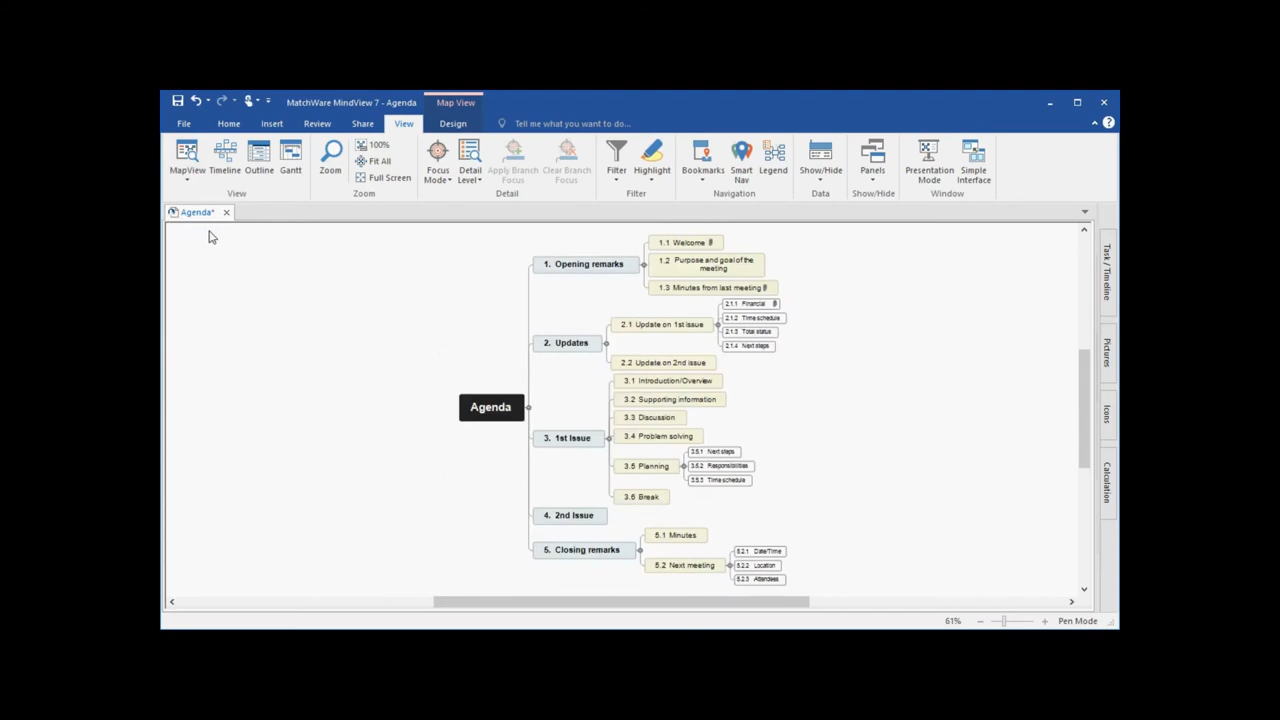 MatchWare MindView 7 - Agenda
Map View
File
Home
Insert
Review
Share
View
Design
Tell me what you want to do...
MapView
Timeline
Outline
Gantt
View
Zoom
100%
Fit All
Full Screen
Zoom
Focus
Mode
Detail
Level
Apply Branch
Focus
Clear Branch
Focus
Detail
Filter
Highlight
Filter
Bookmarks
Smart
Nav
Legend
Navigation
Show/Hide
Data
Panels
Show/Hide
Presentation
Mode
Simple
Interface
Window
Agenda*
Agenda
1. Opening remarks
1.1 Welcome
1.2 Purpose and goal of the
meeting
1.3 Minutes from last meeting
2. Updates
2.1 Update on 1st issue
2.1.1 Financial
2.1.2 Time schedule
2.1.3 Total status
2.1.4 Next steps
2.2 Update on 2nd issue
3. 1st Issue
3.1 Introduction/Overview
3.2 Supporting information
3.3 Discussion
3.4 Problem solving
3.5 Planning
3.5.1 Next steps
3.5.2 Responsibilities
3.5.3 Time schedule
3.6 Break
4. 2nd Issue
5. Closing remarks
5.1 Minutes
5.2 Next meeting
5.2.1 Date/Time
5.2.2 Location
5.2.3 Attendees
Task / Timeline
Pictures
Icons
Calculation
61%
Pen Mode